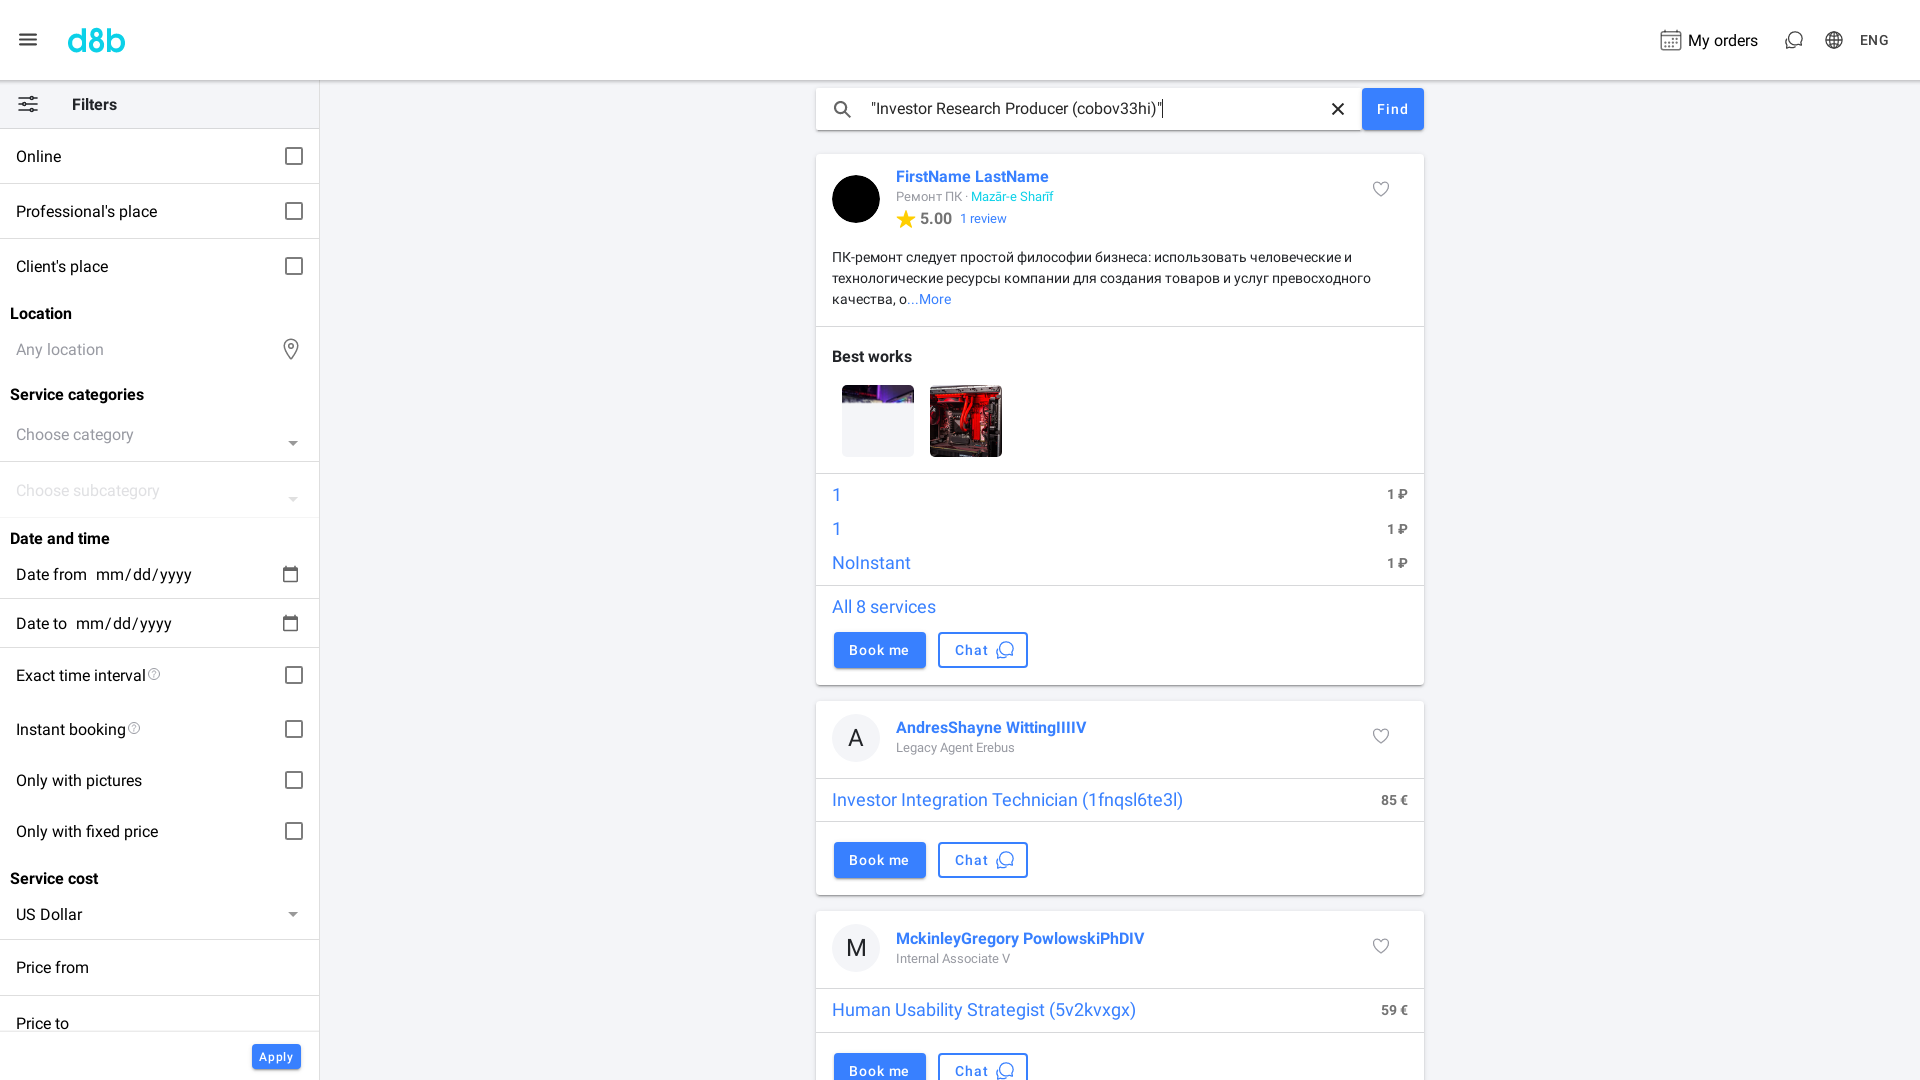 d8b
My orders
ENG
Filters
Online
Professional's place
Client's place
Location
Any location
Service categories
Choose category
Choose subcategory
Date and time
Date from mm/dd/yyyy
Date to mm/dd/yyyy
Exact time interval
Instant booking
Only with pictures
Only with fixed price
Service cost
US Dollar
Price from
Price to
Apply
"Investor Research Producer (cobov33hi)"
Find
FirstName LastName
Ремонт ПК · Mazār-e Sharīf
5.00 1 review
ПК-ремонт следует простой философии бизнеса: использовать человеческие и
технологические ресурсы компании для создания товаров и услуг превосходного
качества, о...More
Best works
1 1 ₽
1 1 ₽
NoInstant 1 ₽
All 8 services
Book me Chat
A
AndresShayne WittingIIIIV
Legacy Agent Erebus
Investor Integration Technician (1fnqsl6te3l) 85 €
Book me Chat
M
MckinleyGregory PowlowskiPhDIV
Internal Associate V
Human Usability Strategist (5v2kvxgx) 59 €
Book me Chat